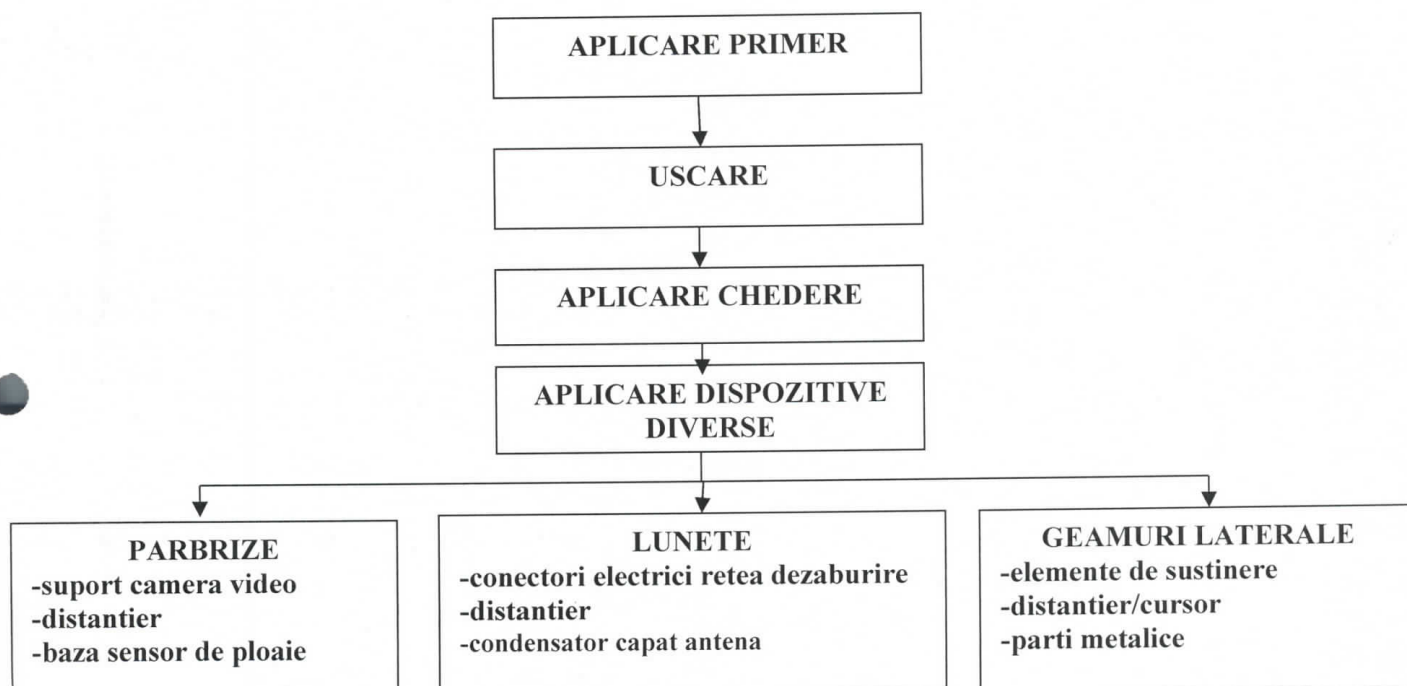 APLICARE PRIMER
USCARE
APLICARE CHEDERE
APLICARE DISPOZITIVE
DIVERSE
PARBRIZE
-suport camera video
-distantier
-baza sensor de ploaie
LUNETE
-conectori electrici retea dezaburire
-distantier
-condensator capat antena
GEAMURI LATERALE
-elemente de sustinere
-distantier/cursor
-parti metalice